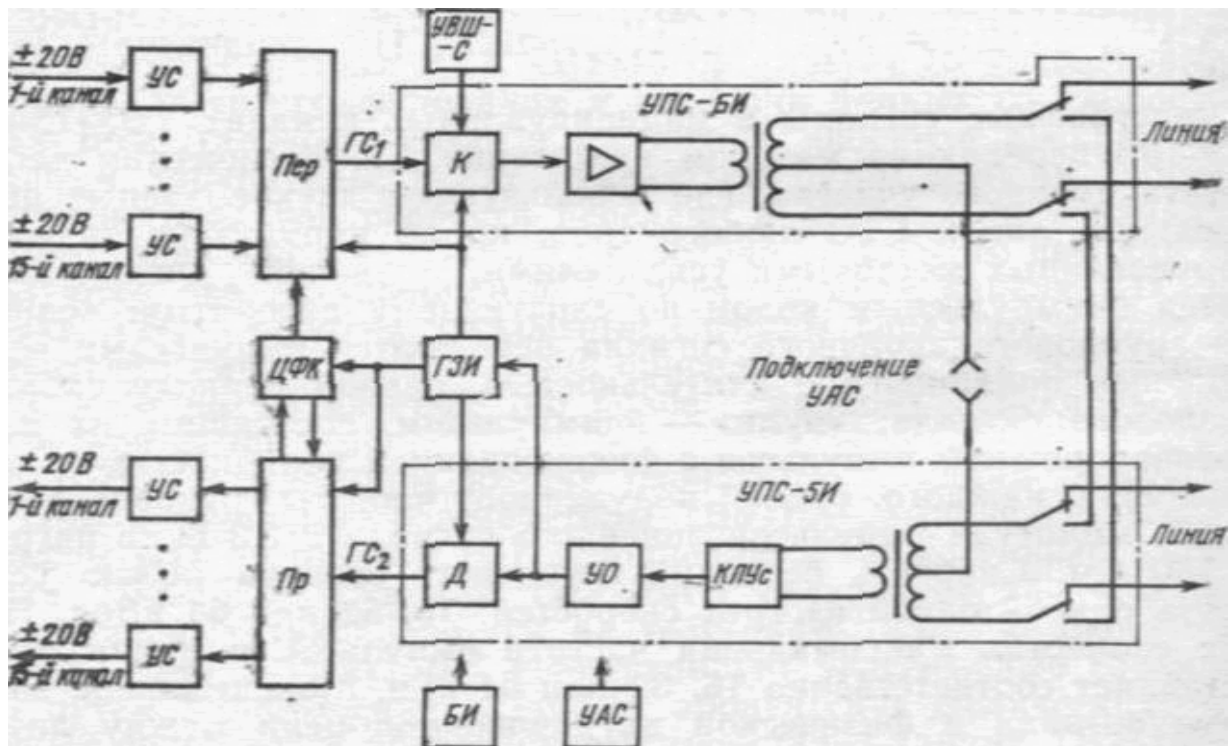 ±20В
1-й канал
УС
±20В
15-й канал
УС
Пер
ГС1
УВШ-
-С
К
УПС-БИ
Линия
ЦФК
ГЗИ
Подключение
УАС
±20В
1-й канал
УС
±20В
15-й канал
УС
Пр
ГС2
Д
УО
КЛУс
УПС-БИ
Линия
БИ
УАС